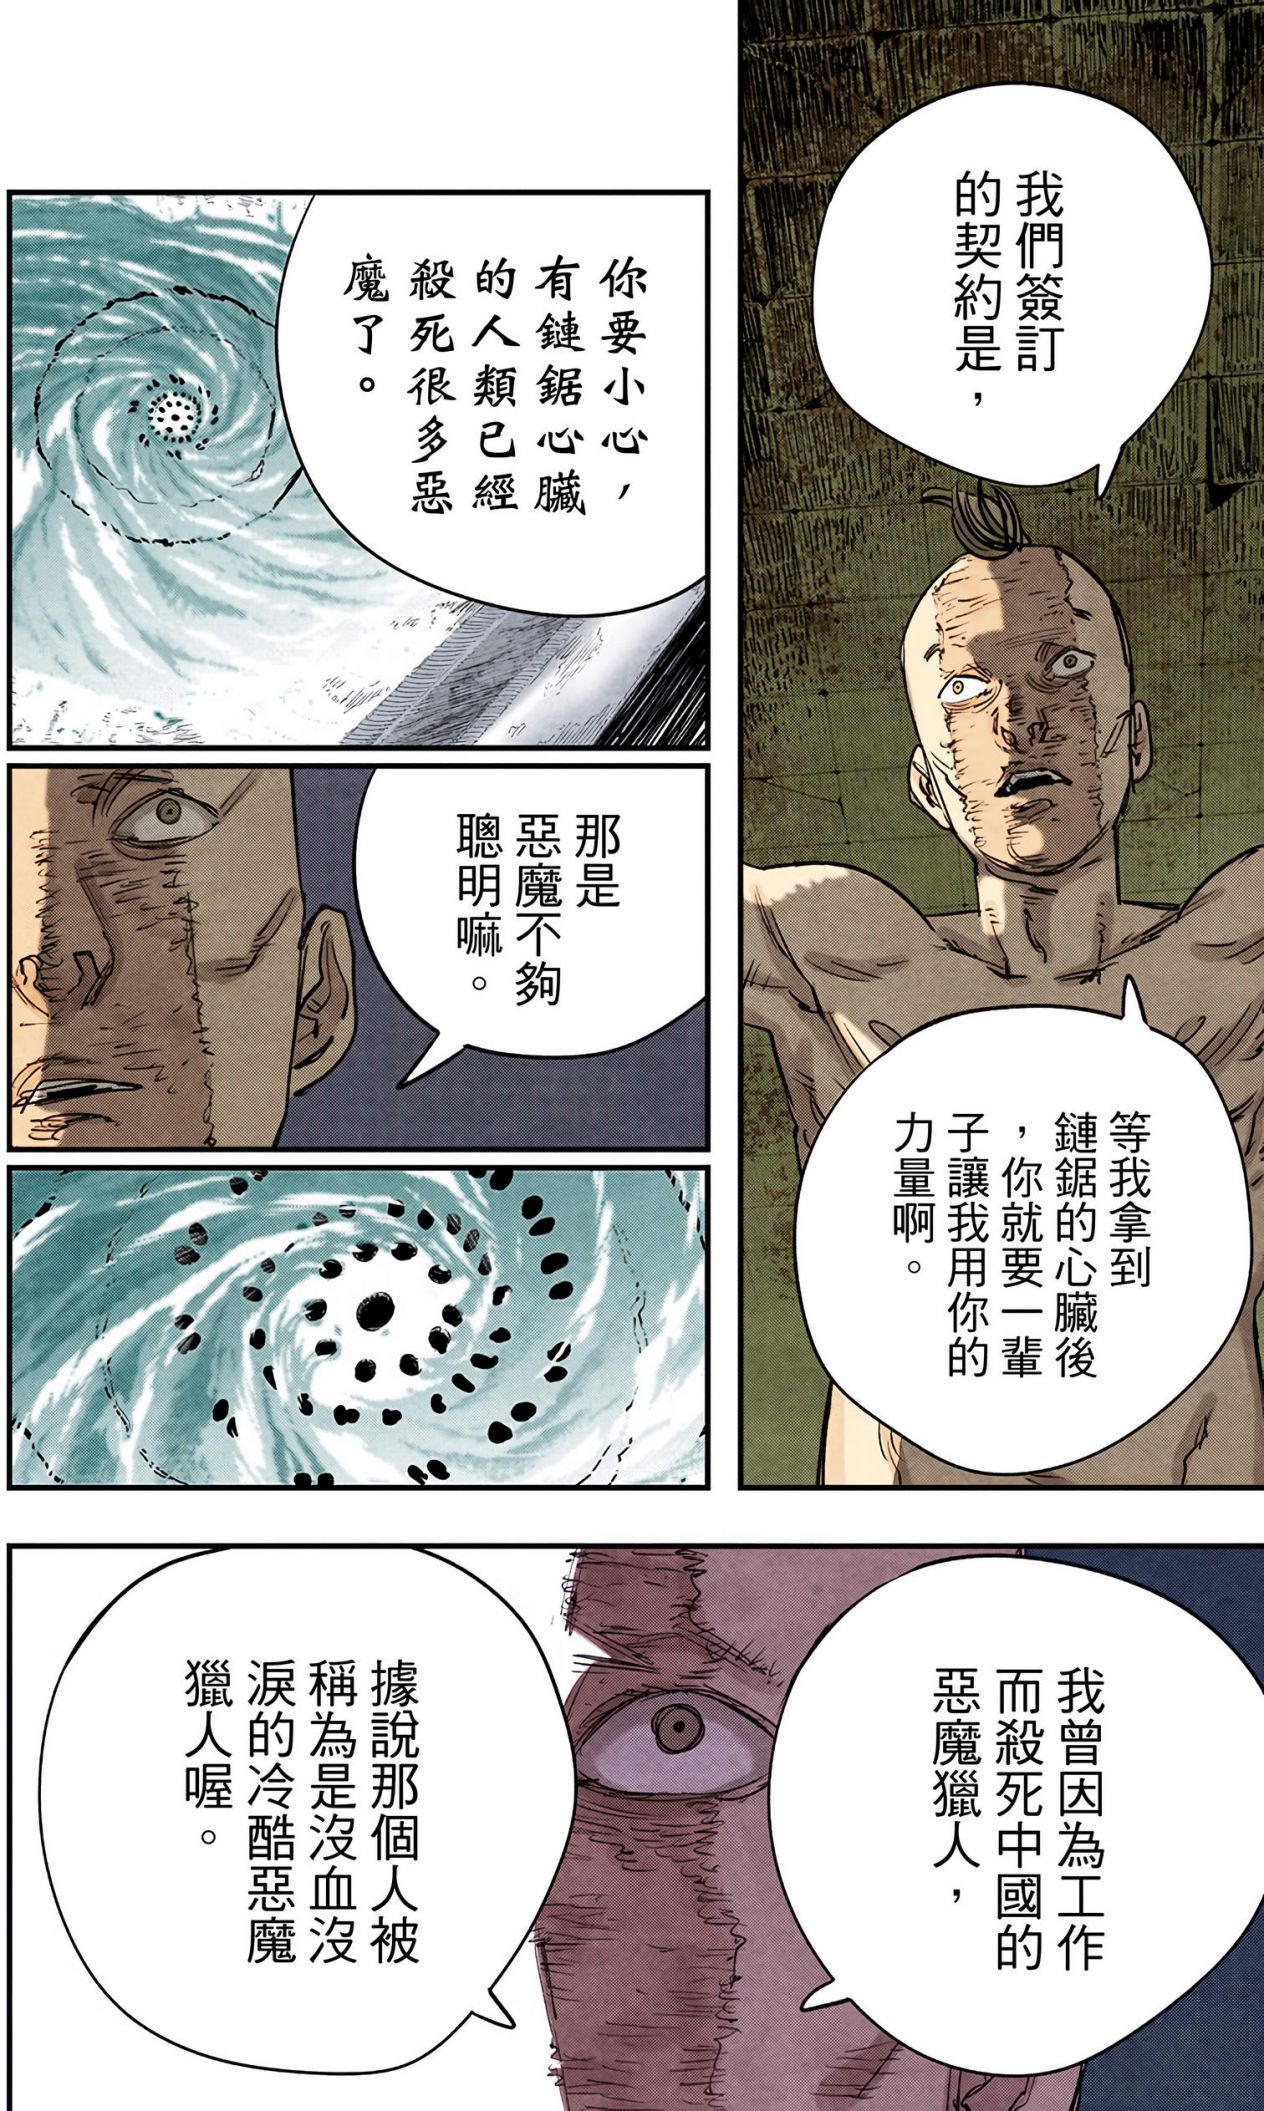 我們簽訂
的契約是，
等我拿到
鏈鋸的心臟後
，你就要一輩
子讓我用你的
力量啊。
你要小心，
有鏈鋸心臟
的人類已經
殺死很多惡
魔了。
那是
惡魔不夠
聰明嘛。
我曾因為工作
而殺死中國的
惡魔獵人，
據說那個人被
稱為是沒血沒
淚的冷酷惡魔
獵人喔。